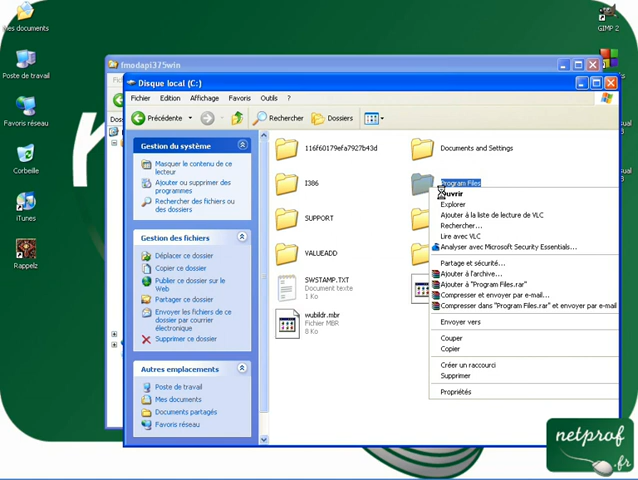 Mes documents
Poste de travail
Favoris réseau
Corbeille
iTunes
Rappelz
GIMP 2
fmodapi375win
Disque local (C:)
Fichier Edition Affichage Favoris Outils ?
Précédente Rechercher Dossiers
Gestion du système
Masquer le contenu de ce
lecteur
Ajouter ou supprimer des
programmes
Rechercher des fichiers
ou des dossiers
Gestion des fichiers
Déplacer ce dossier
Copier ce dossier
Publier ce dossier sur le
Web
Partager ce dossier
Envoyer les fichiers de ce
dossier par courrier
électronique
Supprimer ce dossier
Autres emplacements
Poste de travail
Mes documents
Documents partagés
Favoris réseau
116f60179efa7927b43d
Documents and Settings
I386
Program Files
SUPPORT
VALUEADD
SWSTAMP.TXT
Document texte
1 Ko
wubildr.mbr
Fichier MBR
8 Ko
Ouvrir
Explorer
Ajouter à la liste de lecture de VLC
Rechercher...
Lire avec VLC
Analyser avec Microsoft Security Essentials...
Partage et sécurité...
Ajouter à l'archive...
Ajouter à "Program Files.rar"
Compresser et envoyer par e-mail...
Compresser dans "Program Files.rar" et envoyer par e-mail
Envoyer vers
Couper
Copier
Créer un raccourci
Supprimer
Propriétés
netprof
.fr